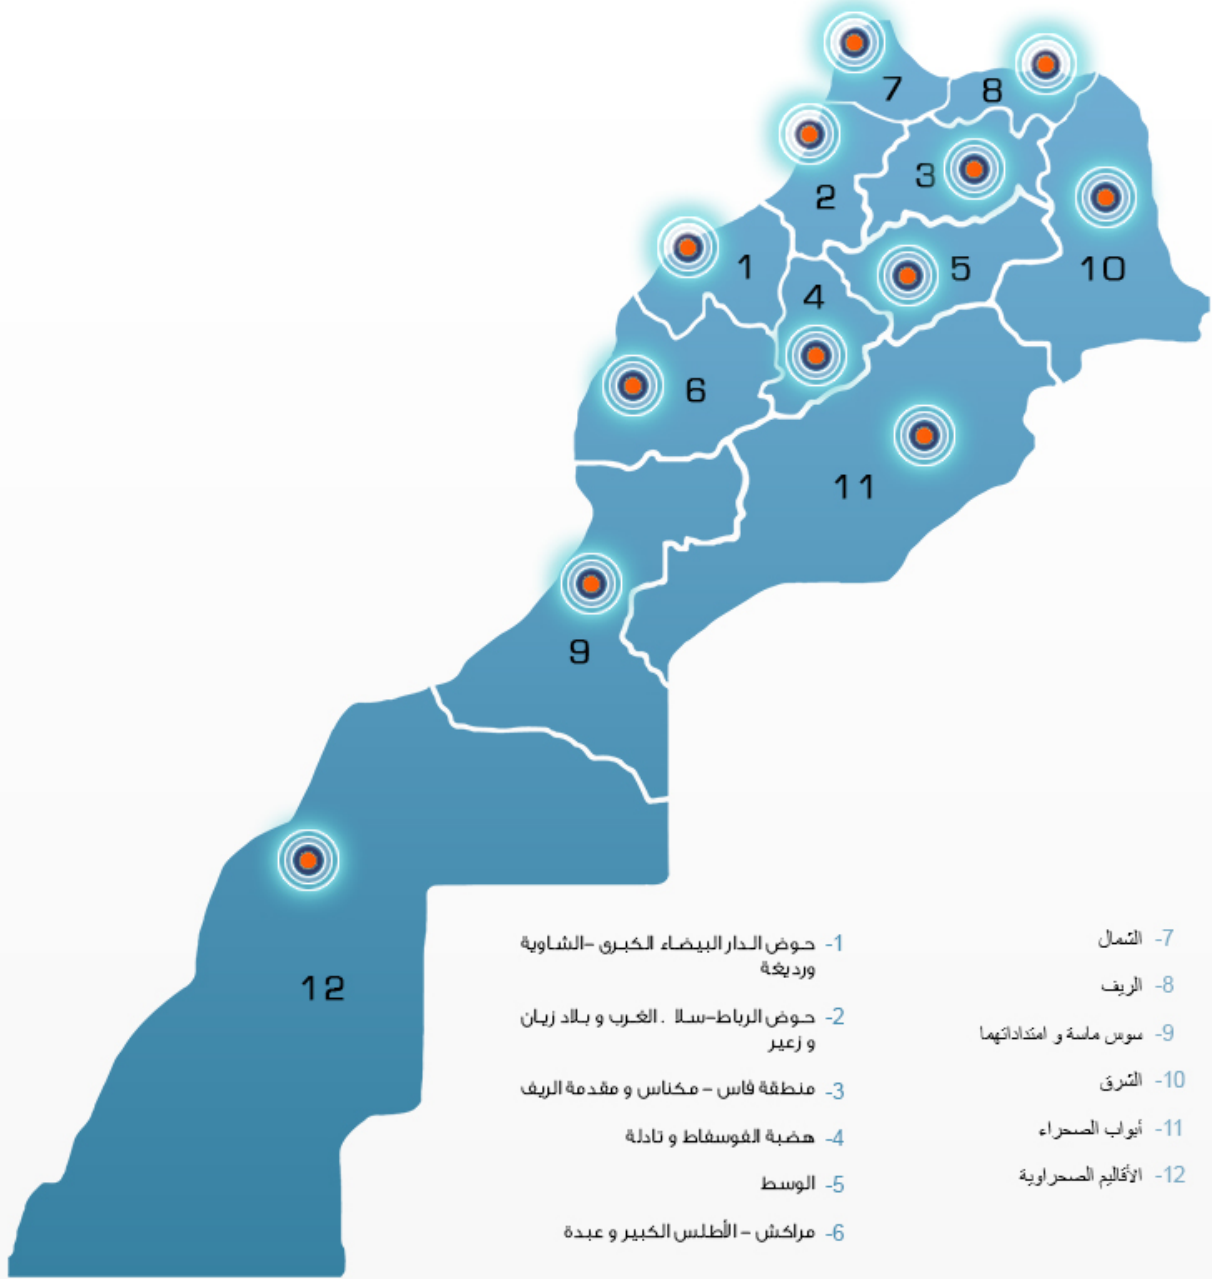 7
8
3
2
1
5
10
4
6
11
9
12
1- حوض الدار البيضاء الكبرى –الشاوية
ورديغة
2- حوض الرباط–سلا . الغرب و بلاد زيان
و زعير
3- منطقة فاس – مكناس و مقدمة الريف
4- هضبة الفوسفاط و تادلة
5- الوسط
6- مراكش – الأطلس الكبير و عبدة
7- الشمال
8- الريف
9- سوس ماسة و امتداداتهما
10- الشرق
11- أبواب الصحراء
12- الأقاليم الصحراوية